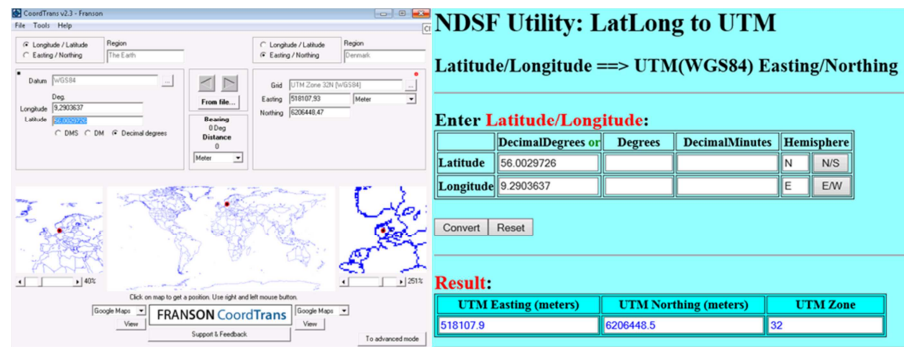 CoordTrans v2.3 - Franson
File Tools Help
Longitude / Latitude
Easting / Northing
Region
The Earth
Longitude / Latitude
Easting / Northing
Region
Denmark
Datum WGS84 ...
Deg.
Longitude 9,2903637
Latitude 56,0029726
DMS DM Decimal degrees
From file...
Bearing
0 Deg
Distance
0
Meter
Grid UTM Zone 32N (WGS84) ...
Easting 518107,93 Meter
Northing 6206448,47
40%
251%
Click on map to get a position. Use right and left mouse button.
Google Maps
View
FRANSON CoordTrans
Support & Feedback
Google Maps
View
To advanced mode
NDSF Utility: LatLong to UTM
Latitude/Longitude ==> UTM(WGS84) Easting/Northing
Enter Latitude/Longitude:
DecimalDegrees or Degrees DecimalMinutes Hemisphere
Latitude 56.0029726 N N/S
Longitude 9.2903637 E E/W
Convert Reset
Result:
UTM Easting (meters) UTM Northing (meters) UTM Zone
518107.9 6206448.5 32